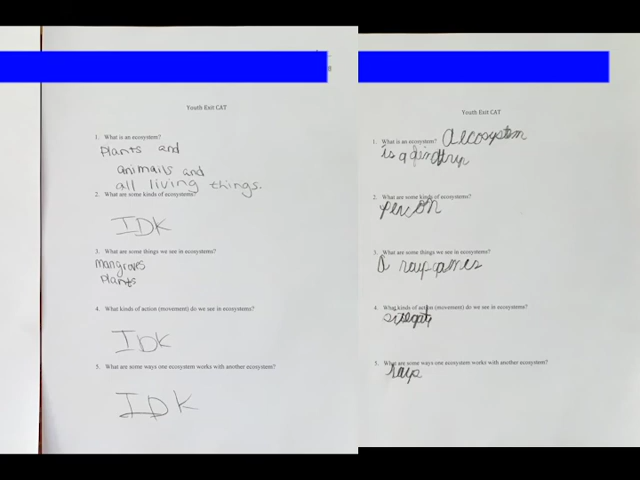 Youth Exit CAT
1. What is an ecosystem?
Plants and
animails and
all living things.
2. What are some kinds of ecosystems?
IDK
3. What are some things we see in ecosystems?
mangroves
Plants
4. What kinds of action (movement) do we see in ecosystems?
IDK
5. What are some ways one ecosystem works with another ecosystem?
IDK
Youth Exit CAT
1. What is an ecosystem? A ecosystem
is a
2. What are some kinds of ecosystems?
3. What are some things we see in ecosystems?
4. What kinds of action (movement) do we see in ecosystems?
5. What are some ways one ecosystem works with another ecosystem?
rays